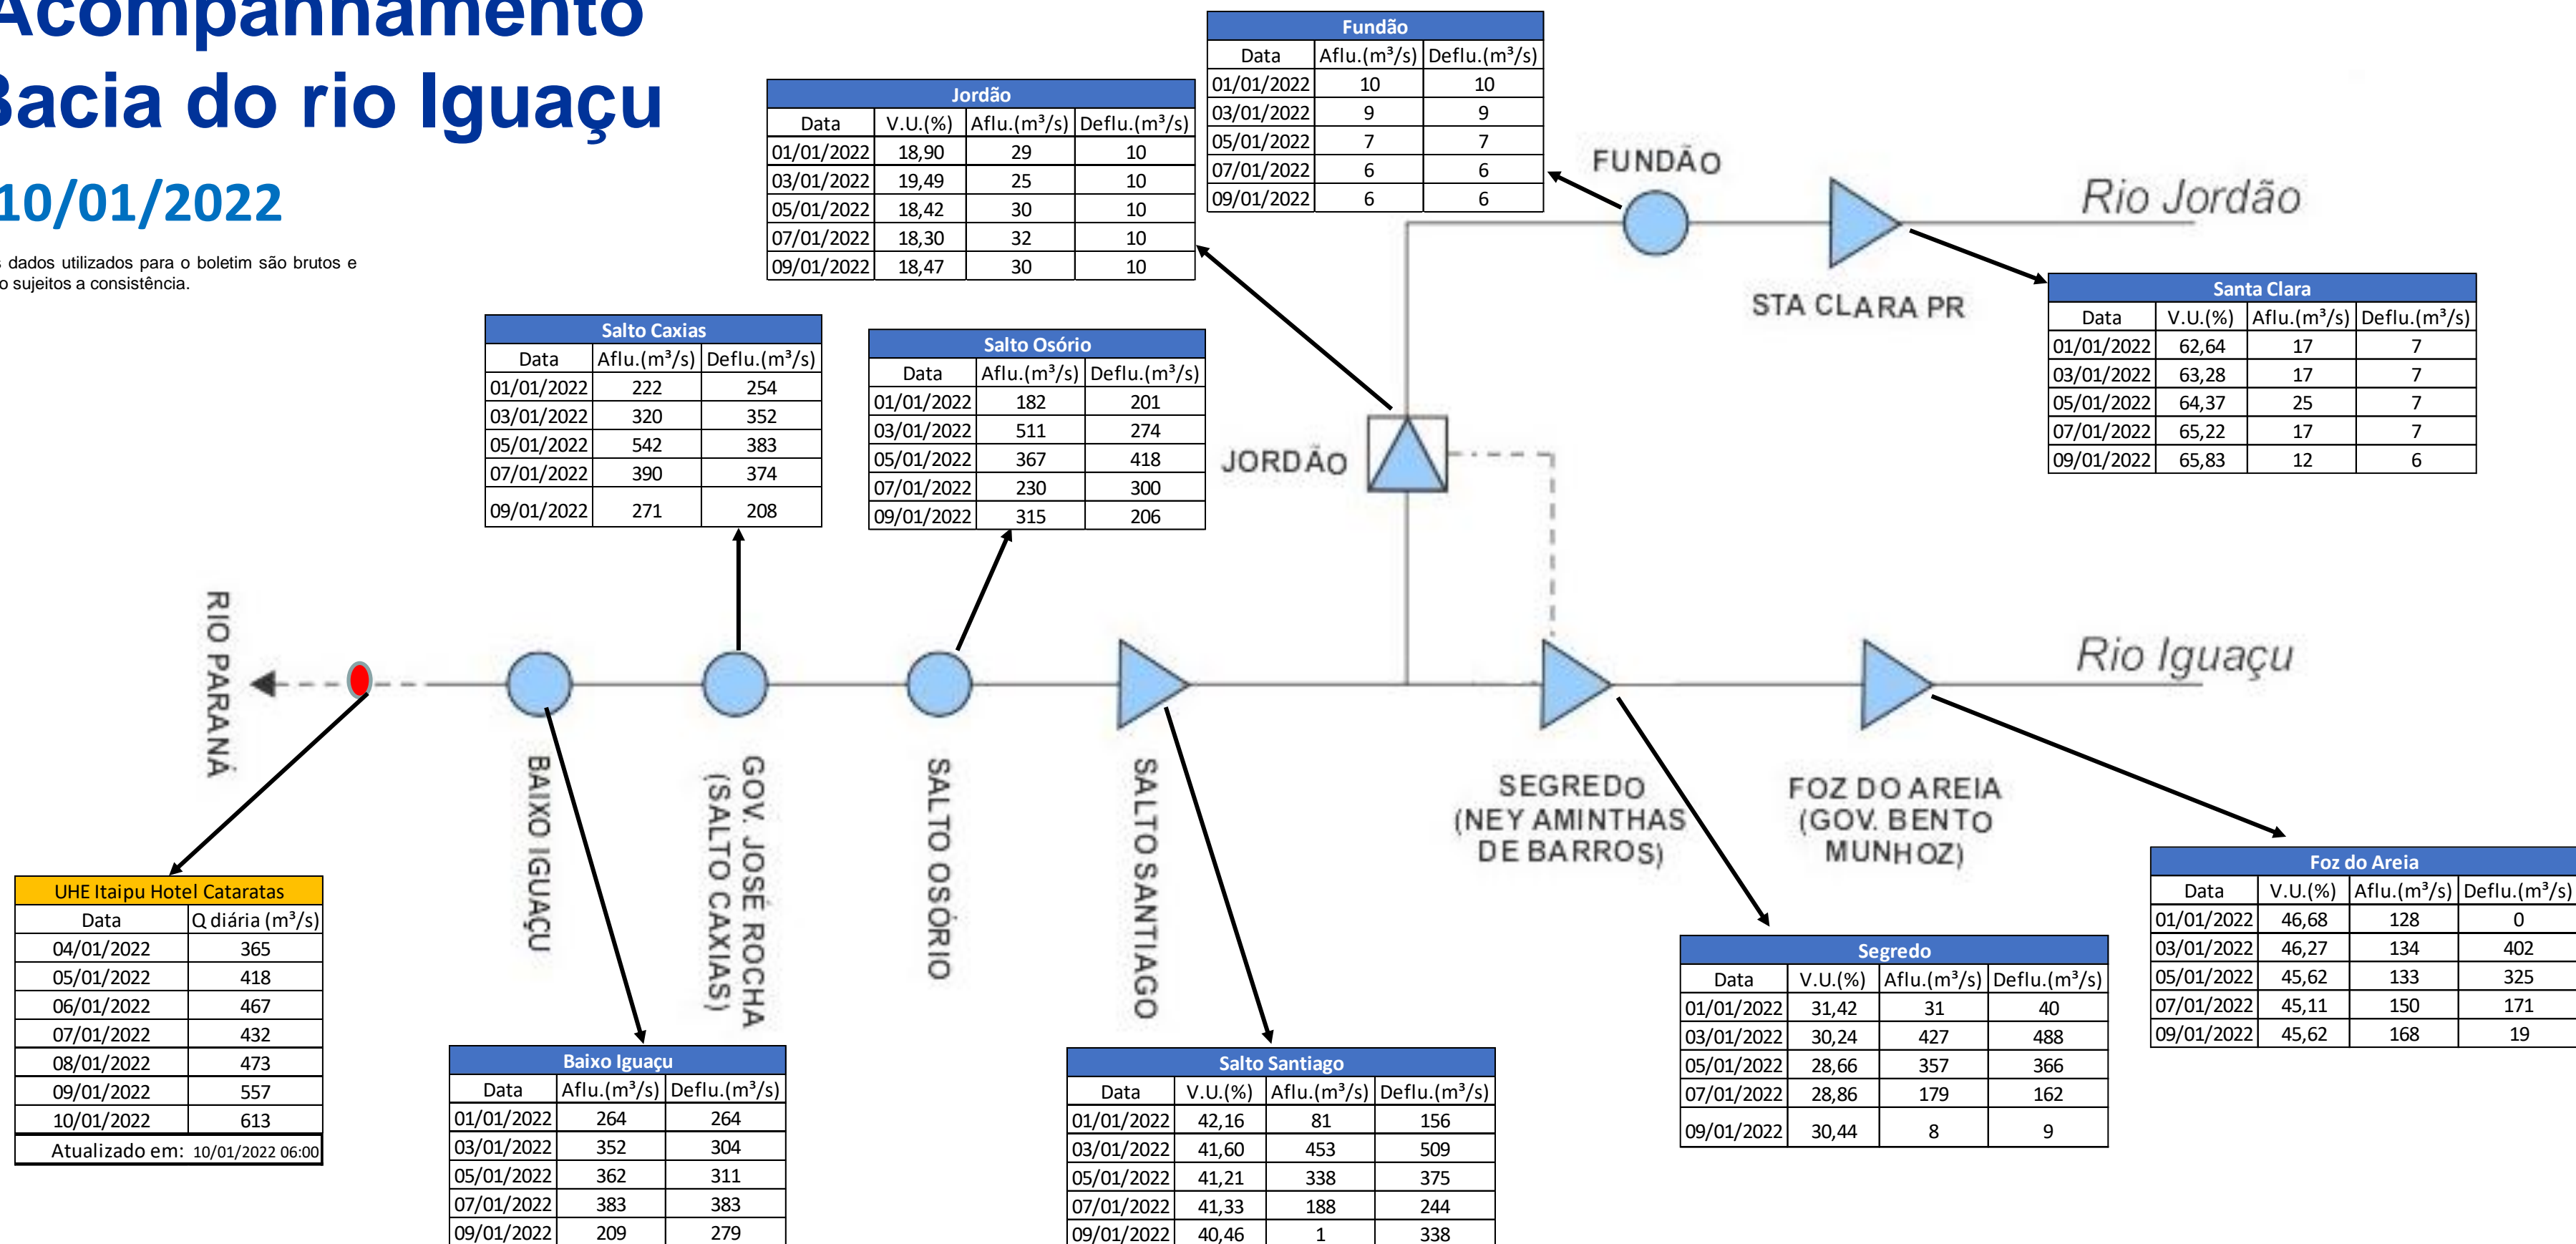 Acompanhamento
Bacia do rio Iguaçu
10/01/2022
s dados utilizados para o boletim são brutos e
o sujeitos a consistência.
Fundão
Data Aflu.(m³/s) Deflu.(m³/s)
01/01/2022 10 10
03/01/2022 9 9
05/01/2022 7 7
07/01/2022 6 6
09/01/2022 6 6
Jordão
Data V.U.(%) Aflu.(m³/s) Deflu.(m³/s)
01/01/2022 18,90 29 10
03/01/2022 19,49 25 10
05/01/2022 18,42 30 10
07/01/2022 18,30 32 10
09/01/2022 18,47 30 10
FUNDÃO
Rio Jordão
STA CLARA PR
Santa Clara
Data V.U.(%) Aflu.(m³/s) Deflu.(m³/s)
01/01/2022 62,64 17 7
03/01/2022 63,28 17 7
05/01/2022 64,37 25 7
07/01/2022 65,22 17 7
09/01/2022 65,83 12 6
Salto Caxias
Data Aflu.(m³/s) Deflu.(m³/s)
01/01/2022 222 254
03/01/2022 320 352
05/01/2022 542 383
07/01/2022 390 374
09/01/2022 271 208
Salto Osório
Data Aflu.(m³/s) Deflu.(m³/s)
01/01/2022 182 201
03/01/2022 511 274
05/01/2022 367 418
07/01/2022 230 300
09/01/2022 315 206
JORDÃO
RIO PARANÁ
Rio Iguaçu
BAIXO IGUAÇU
GOV. JOSÉ ROCHA
(SALTO CAXIAS)
SALTO OSÓRIO
SALTO SANTIAGO
SEGREDO
(NEY AMINTHAS
DE BARROS)
FOZ DO AREIA
(GOV. BENTO
MUNHOZ)
UHE Itaipu Hotel Cataratas
Data Q diária (m³/s)
04/01/2022 365
05/01/2022 418
06/01/2022 467
07/01/2022 432
08/01/2022 473
09/01/2022 557
10/01/2022 613
Atualizado em: 10/01/2022 06:00
Baixo Iguaçu
Data Aflu.(m³/s) Deflu.(m³/s)
01/01/2022 264 264
03/01/2022 352 304
05/01/2022 362 311
07/01/2022 383 383
09/01/2022 209 279
Salto Santiago
Data V.U.(%) Aflu.(m³/s) Deflu.(m³/s)
01/01/2022 42,16 81 156
03/01/2022 41,60 453 509
05/01/2022 41,21 338 375
07/01/2022 41,33 188 244
09/01/2022 40,46 1 338
Segredo
Data V.U.(%) Aflu.(m³/s) Deflu.(m³/s)
01/01/2022 31,42 31 40
03/01/2022 30,24 427 488
05/01/2022 28,66 357 366
07/01/2022 28,86 179 162
09/01/2022 30,44 8 9
Foz do Areia
Data V.U.(%) Aflu.(m³/s) Deflu.(m³/s)
01/01/2022 46,68 128 0
03/01/2022 46,27 134 402
05/01/2022 45,62 133 325
07/01/2022 45,11 150 171
09/01/2022 45,62 168 19